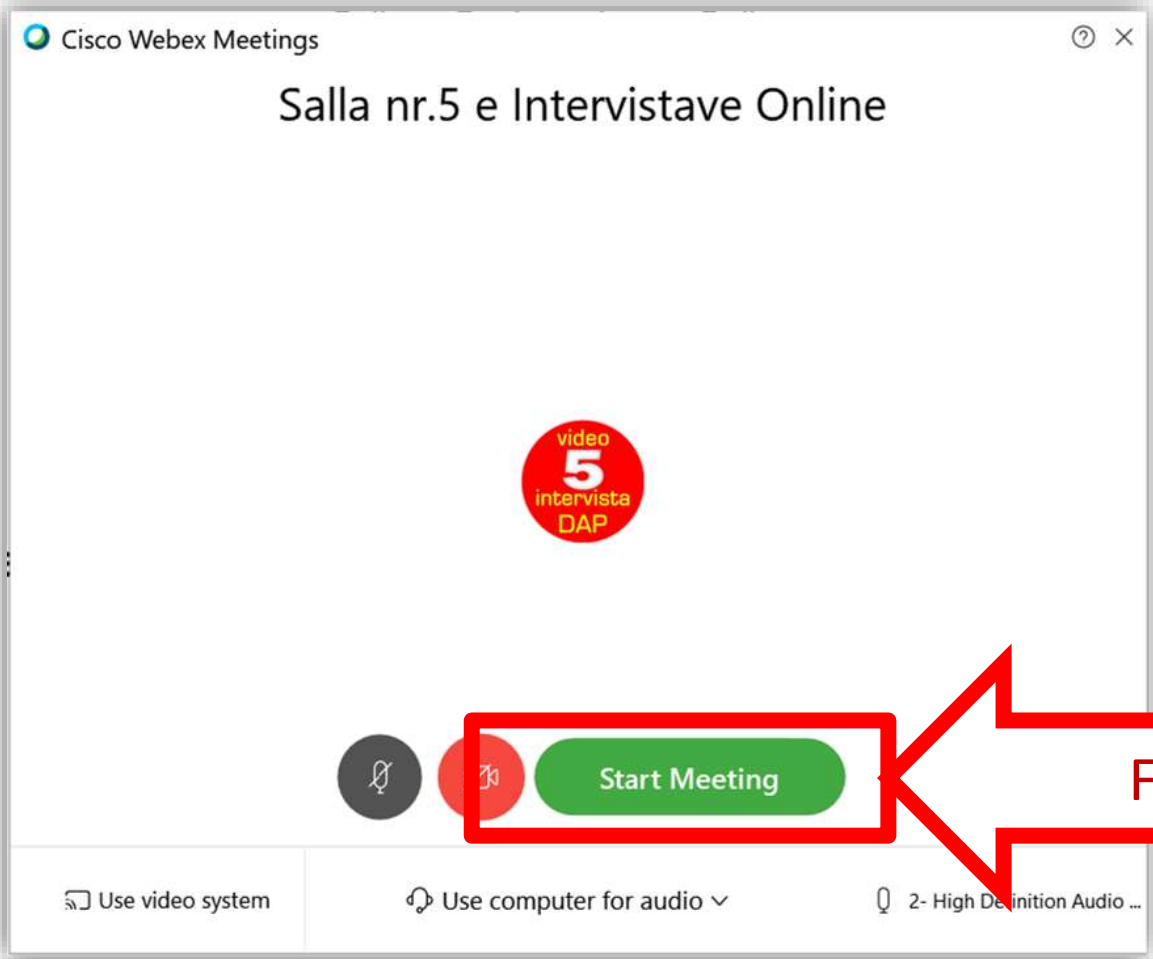 Cisco Webex Meetings
Salla nr.5 e Intervistave Online
video
5
intervista
DAP
Start Meeting
F
Use video system
Use computer for audio
2- High Definition Audio ...